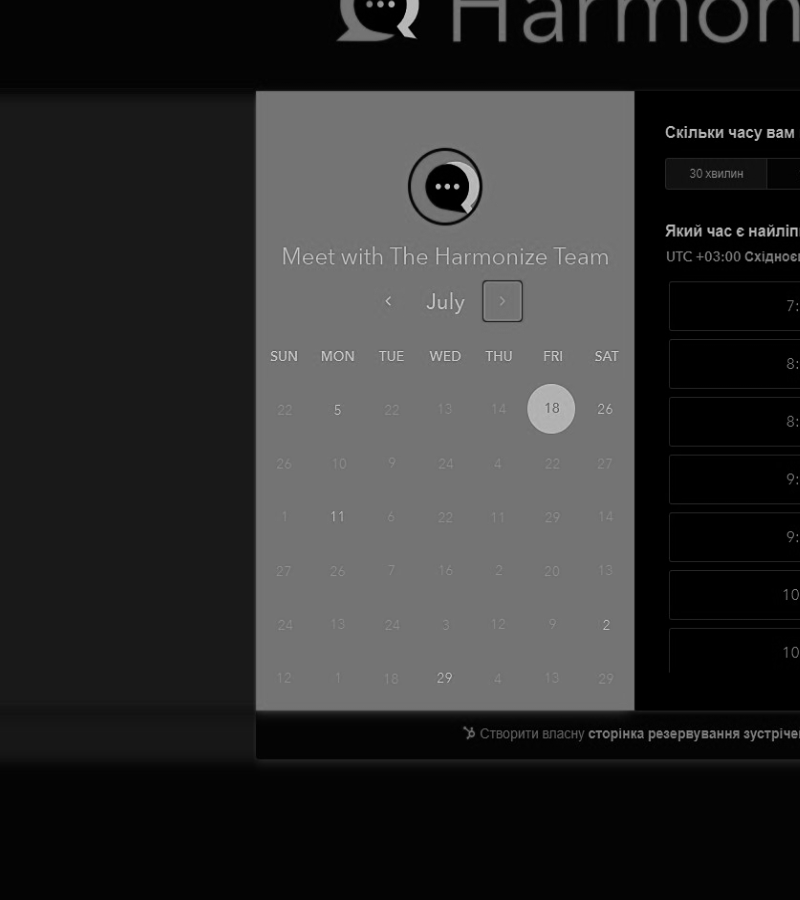 Harmon
Meet with The Harmonize Team
‹ July ›
SUN MON TUE WED THU FRI SAT
22 5 22 13 14 18 26
26 10 9 24 4 22 27
1 11 6 22 11 29 14
27 26 7 16 2 20 13
24 13 24 3 12 9 2
12 1 18 29 4 13 29
Скільки часу вам
30 хвилин
Який час є найліп
UTC +03:00 Східноє
7:
8:
8:
9:
9:
10
10
Створити власну сторінка резервування зустріче